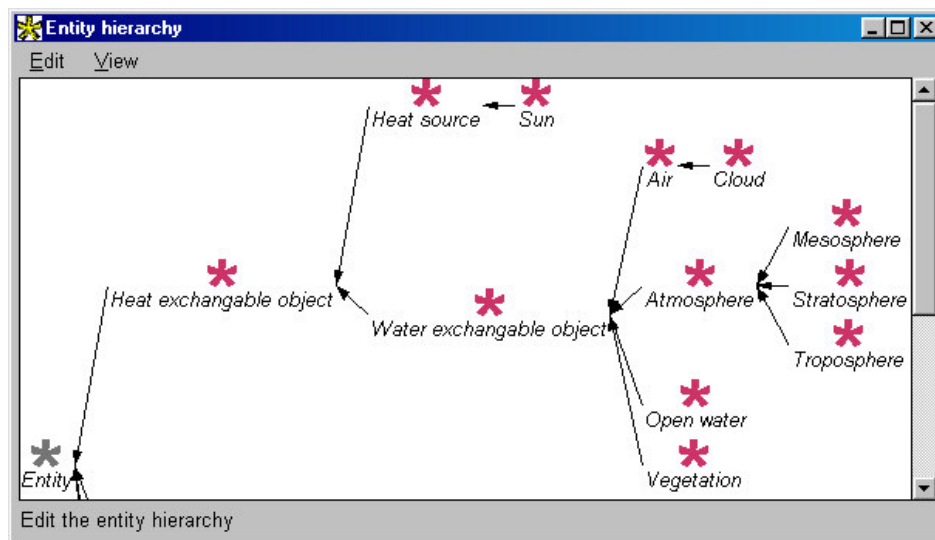 Entity hierarchy
Edit View
Heat source Sun
Air Cloud
Mesosphere
Heat exchangable object Atmosphere Stratosphere
Water exchangable object
Troposphere
Open water
Entity Vegetation
Edit the entity hierarchy